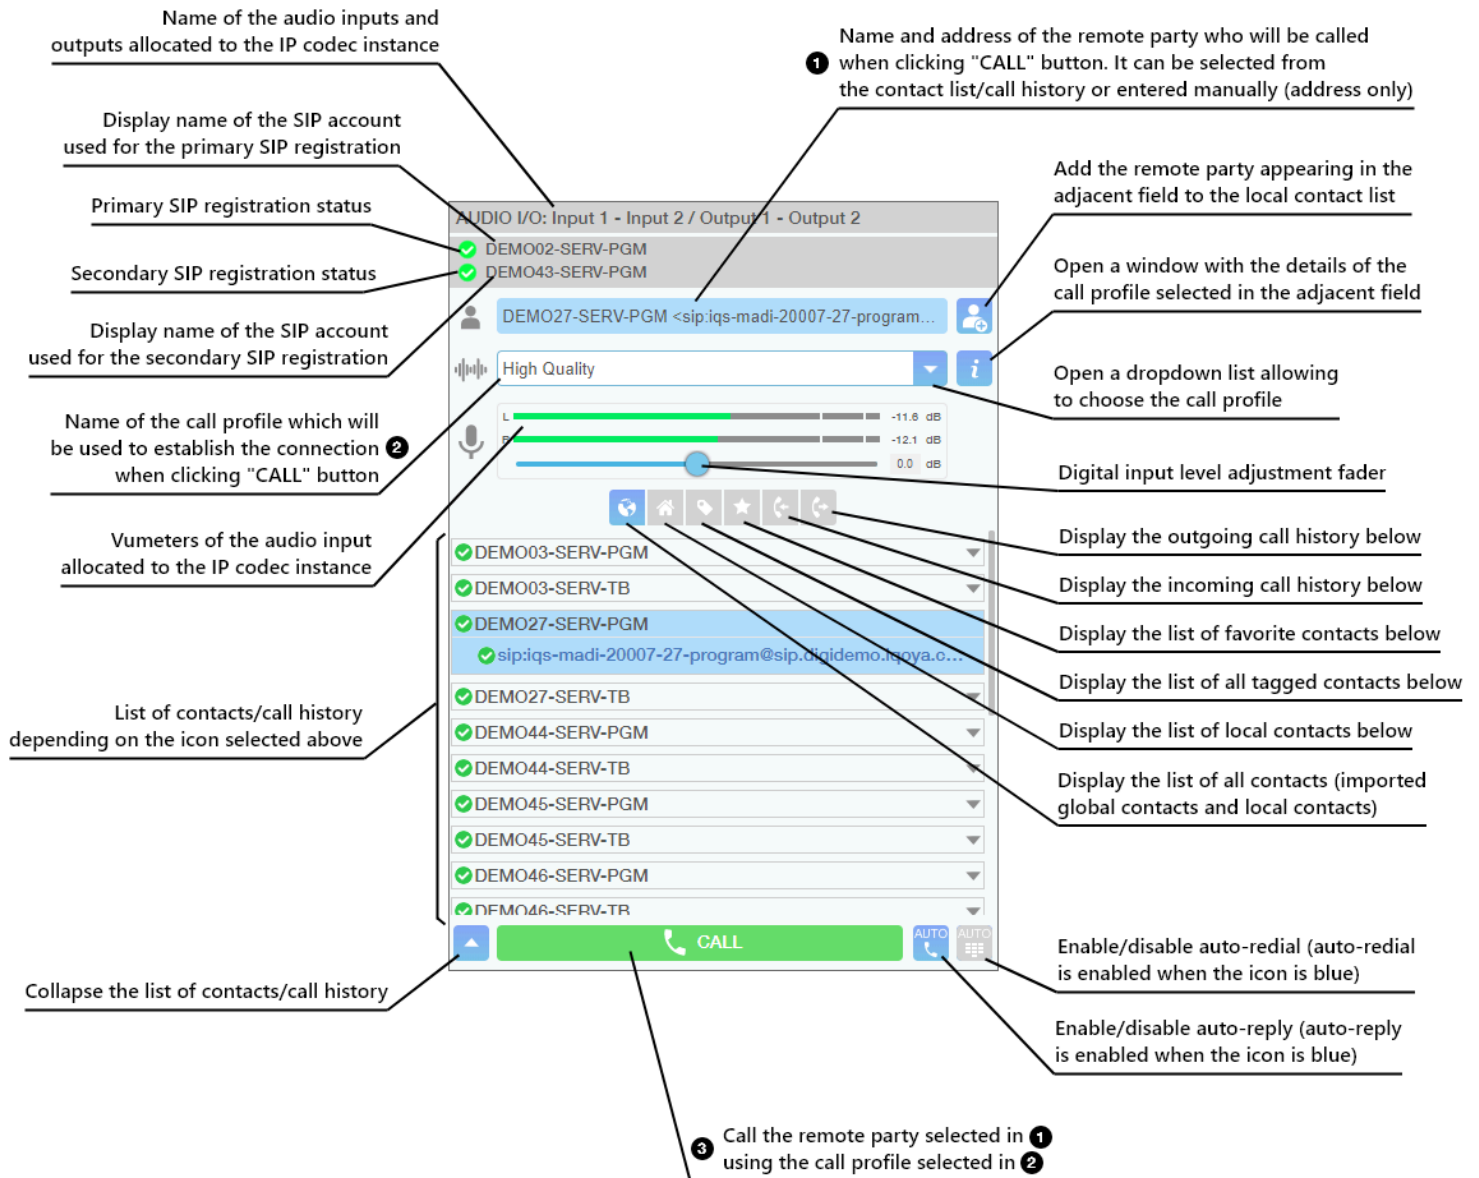 Name of the audio inputs and
outputs allocated to the IP codec instance
Name and address of the remote party who will be called
1 when clicking "CALL" button. It can be selected from
the contact list/call history or entered manually (address only)
Display name of the SIP account
used for the primary SIP registration
Primary SIP registration status
Secondary SIP registration status
Display name of the SIP account
used for the secondary SIP registration
Name of the call profile which will
be used to establish the connection 2
when clicking "CALL" button
Vumeters of the audio input
allocated to the IP codec instance
List of contacts/call history
depending on the icon selected above
Collapse the list of contacts/call history
AUDIO I/O: Input 1 - Input 2 / Output 1 - Output 2
DEMO02-SERV-PGM
DEMO43-SERV-PGM
DEMO27-SERV-PGM <sip:iqs-madi-20007-27-program...
High Quality
i
L -11.6 dB
R -12.1 dB
0.0 dB
DEMO03-SERV-PGM
DEMO03-SERV-TB
DEMO27-SERV-PGM
sip:iqs-madi-20007-27-program@sip.digidemo.iqoya.c...
DEMO27-SERV-TB
DEMO44-SERV-PGM
DEMO44-SERV-TB
DEMO45-SERV-PGM
DEMO45-SERV-TB
DEMO46-SERV-PGM
DEMO46-SERV-TB
CALL
AUTO
AUTO
Add the remote party appearing in the
adjacent field to the local contact list
Open a window with the details of the
call profile selected in the adjacent field
Open a dropdown list allowing
to choose the call profile
Digital input level adjustment fader
Display the outgoing call history below
Display the incoming call history below
Display the list of favorite contacts below
Display the list of all tagged contacts below
Display the list of local contacts below
Display the list of all contacts (imported
global contacts and local contacts)
Enable/disable auto-redial (auto-redial
is enabled when the icon is blue)
Enable/disable auto-reply (auto-reply
is enabled when the icon is blue)
3 Call the remote party selected in 1
using the call profile selected in 2